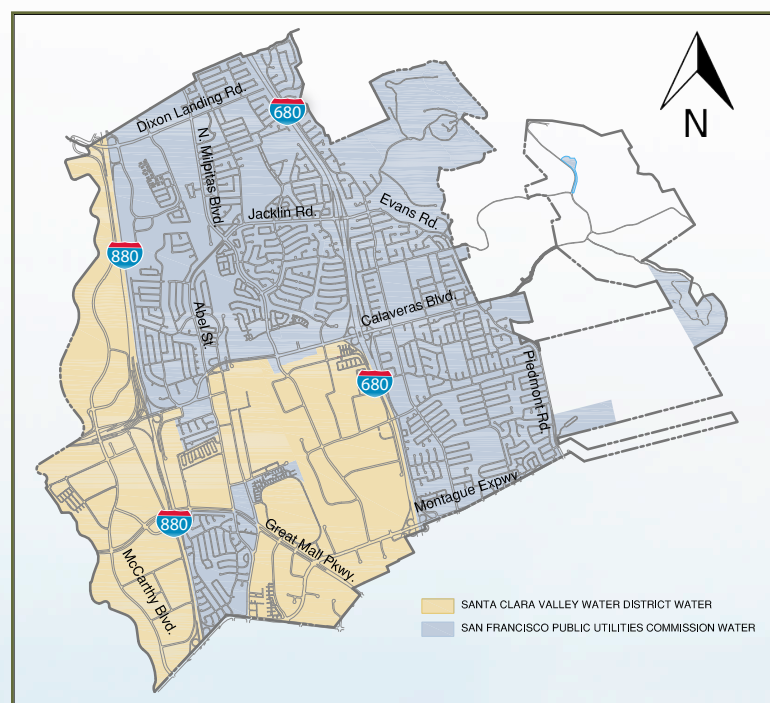 Dixon Landing Rd.
680
N
N. Milpitas Blvd.
Jacklin Rd.
Evans Rd.
880
Abel St.
Calaveras Blvd.
680
Piedmont Rd.
Montague Expwy.
880
Great Mall Pkwy.
McCarthy Blvd.
SANTA CLARA VALLEY WATER DISTRICT WATER
SAN FRANCISCO PUBLIC UTILITIES COMMISSION WATER